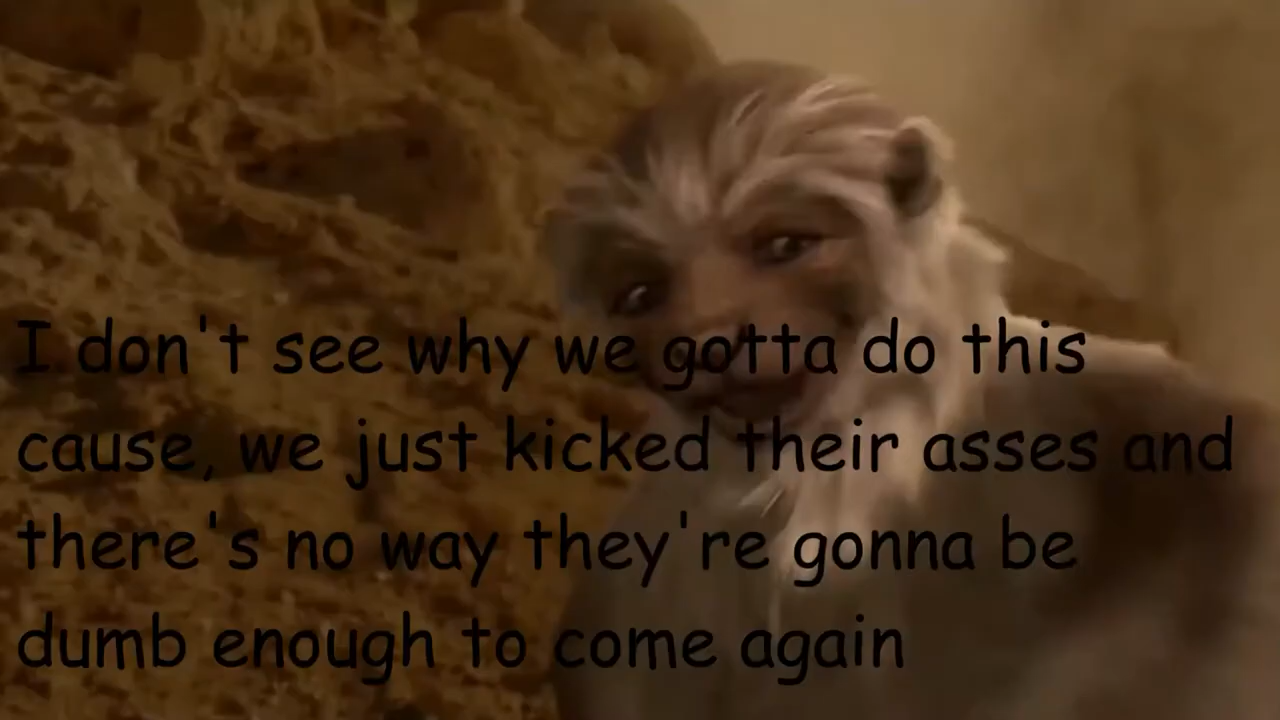 I don't see why we gotta do this
cause, we just kicked their asses and
there's no way they're gonna be
dumb enough to come again